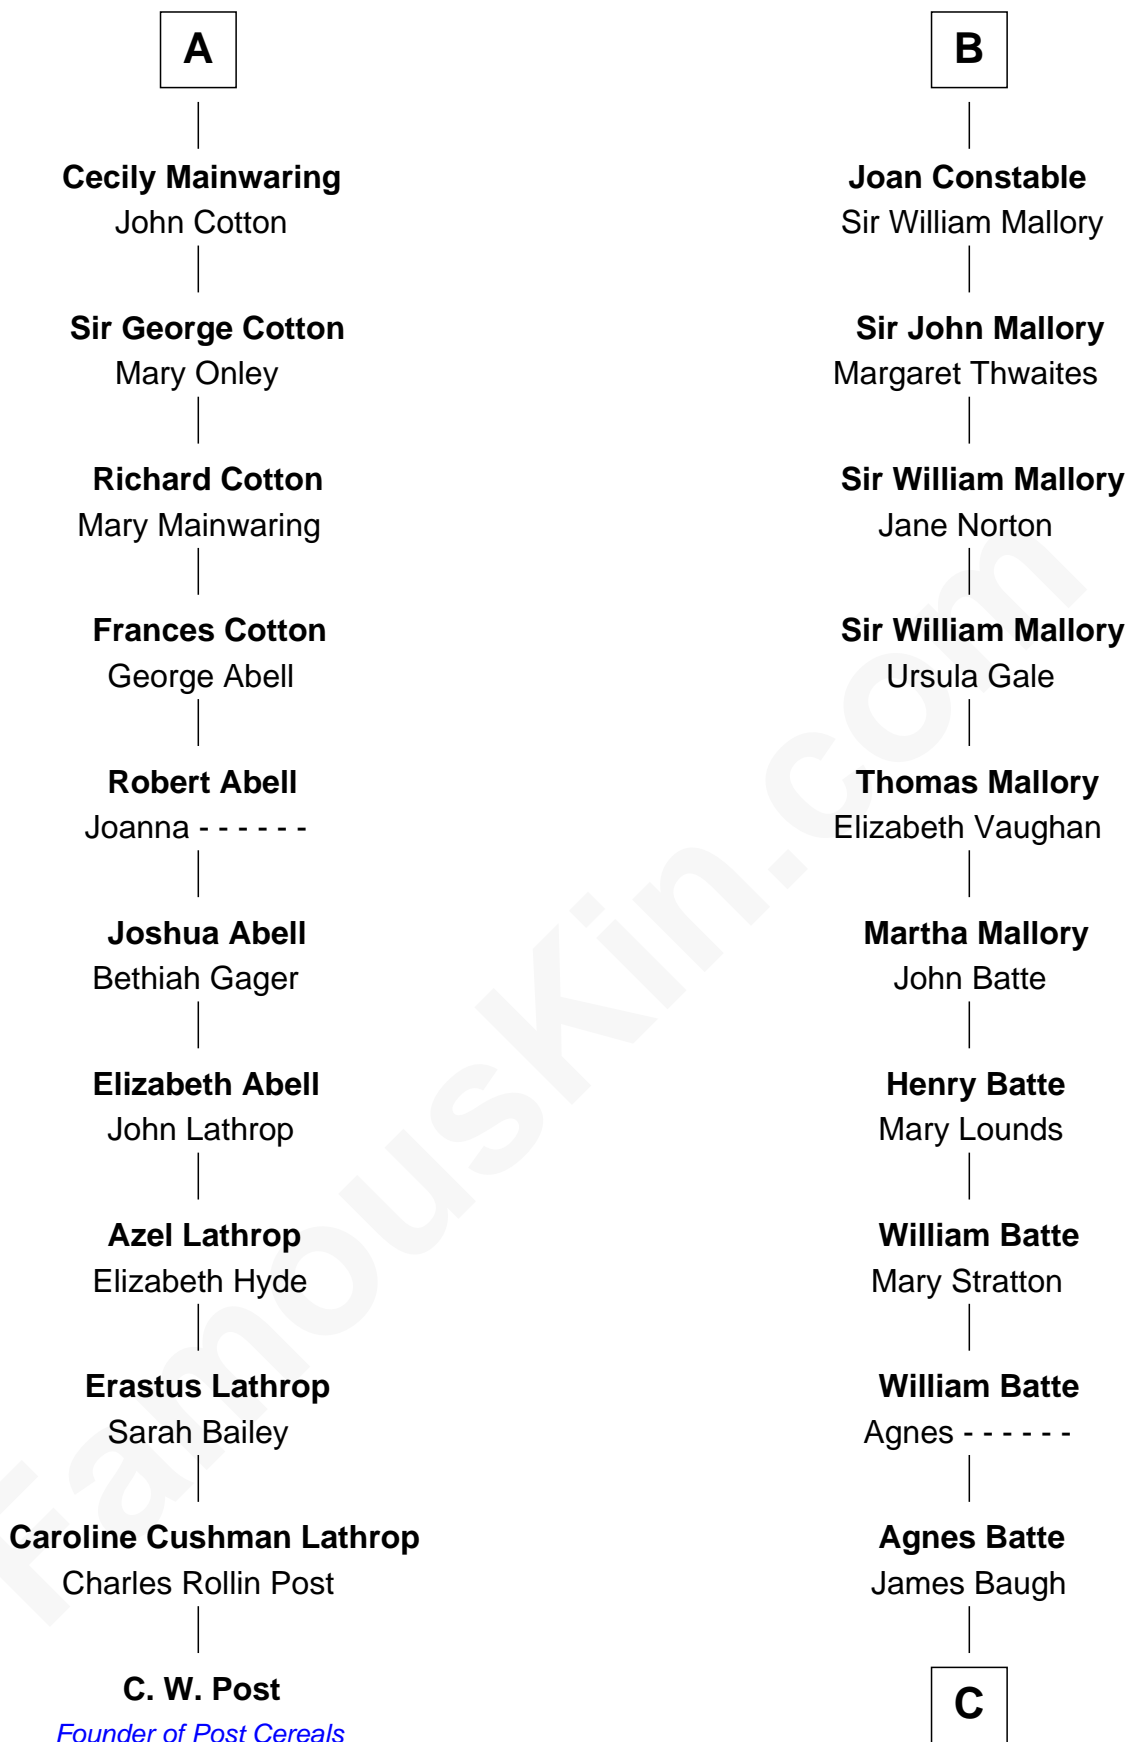 A
Cecily Mainwaring
John Cotton
Sir George Cotton
Mary Onley
Richard Cotton
Mary Mainwaring
Frances Cotton
George Abell
Robert Abell
Joanna - - - - - -
Joshua Abell
Bethiah Gager
Elizabeth Abell
John Lathrop
Azel Lathrop
Elizabeth Hyde
Erastus Lathrop
Sarah Bailey
Caroline Cushman Lathrop
Charles Rollin Post
C. W. Post
Founder of Post Cereals
B
Joan Constable
Sir William Mallory
Sir John Mallory
Margaret Thwaites
Sir William Mallory
Jane Norton
Sir William Mallory
Ursula Gale
Thomas Mallory
Elizabeth Vaughan
Martha Mallory
John Batte
Henry Batte
Mary Lounds
William Batte
Mary Stratton
William Batte
Agnes - - - - - -
Agnes Batte
James Baugh
C
FamousKin.com